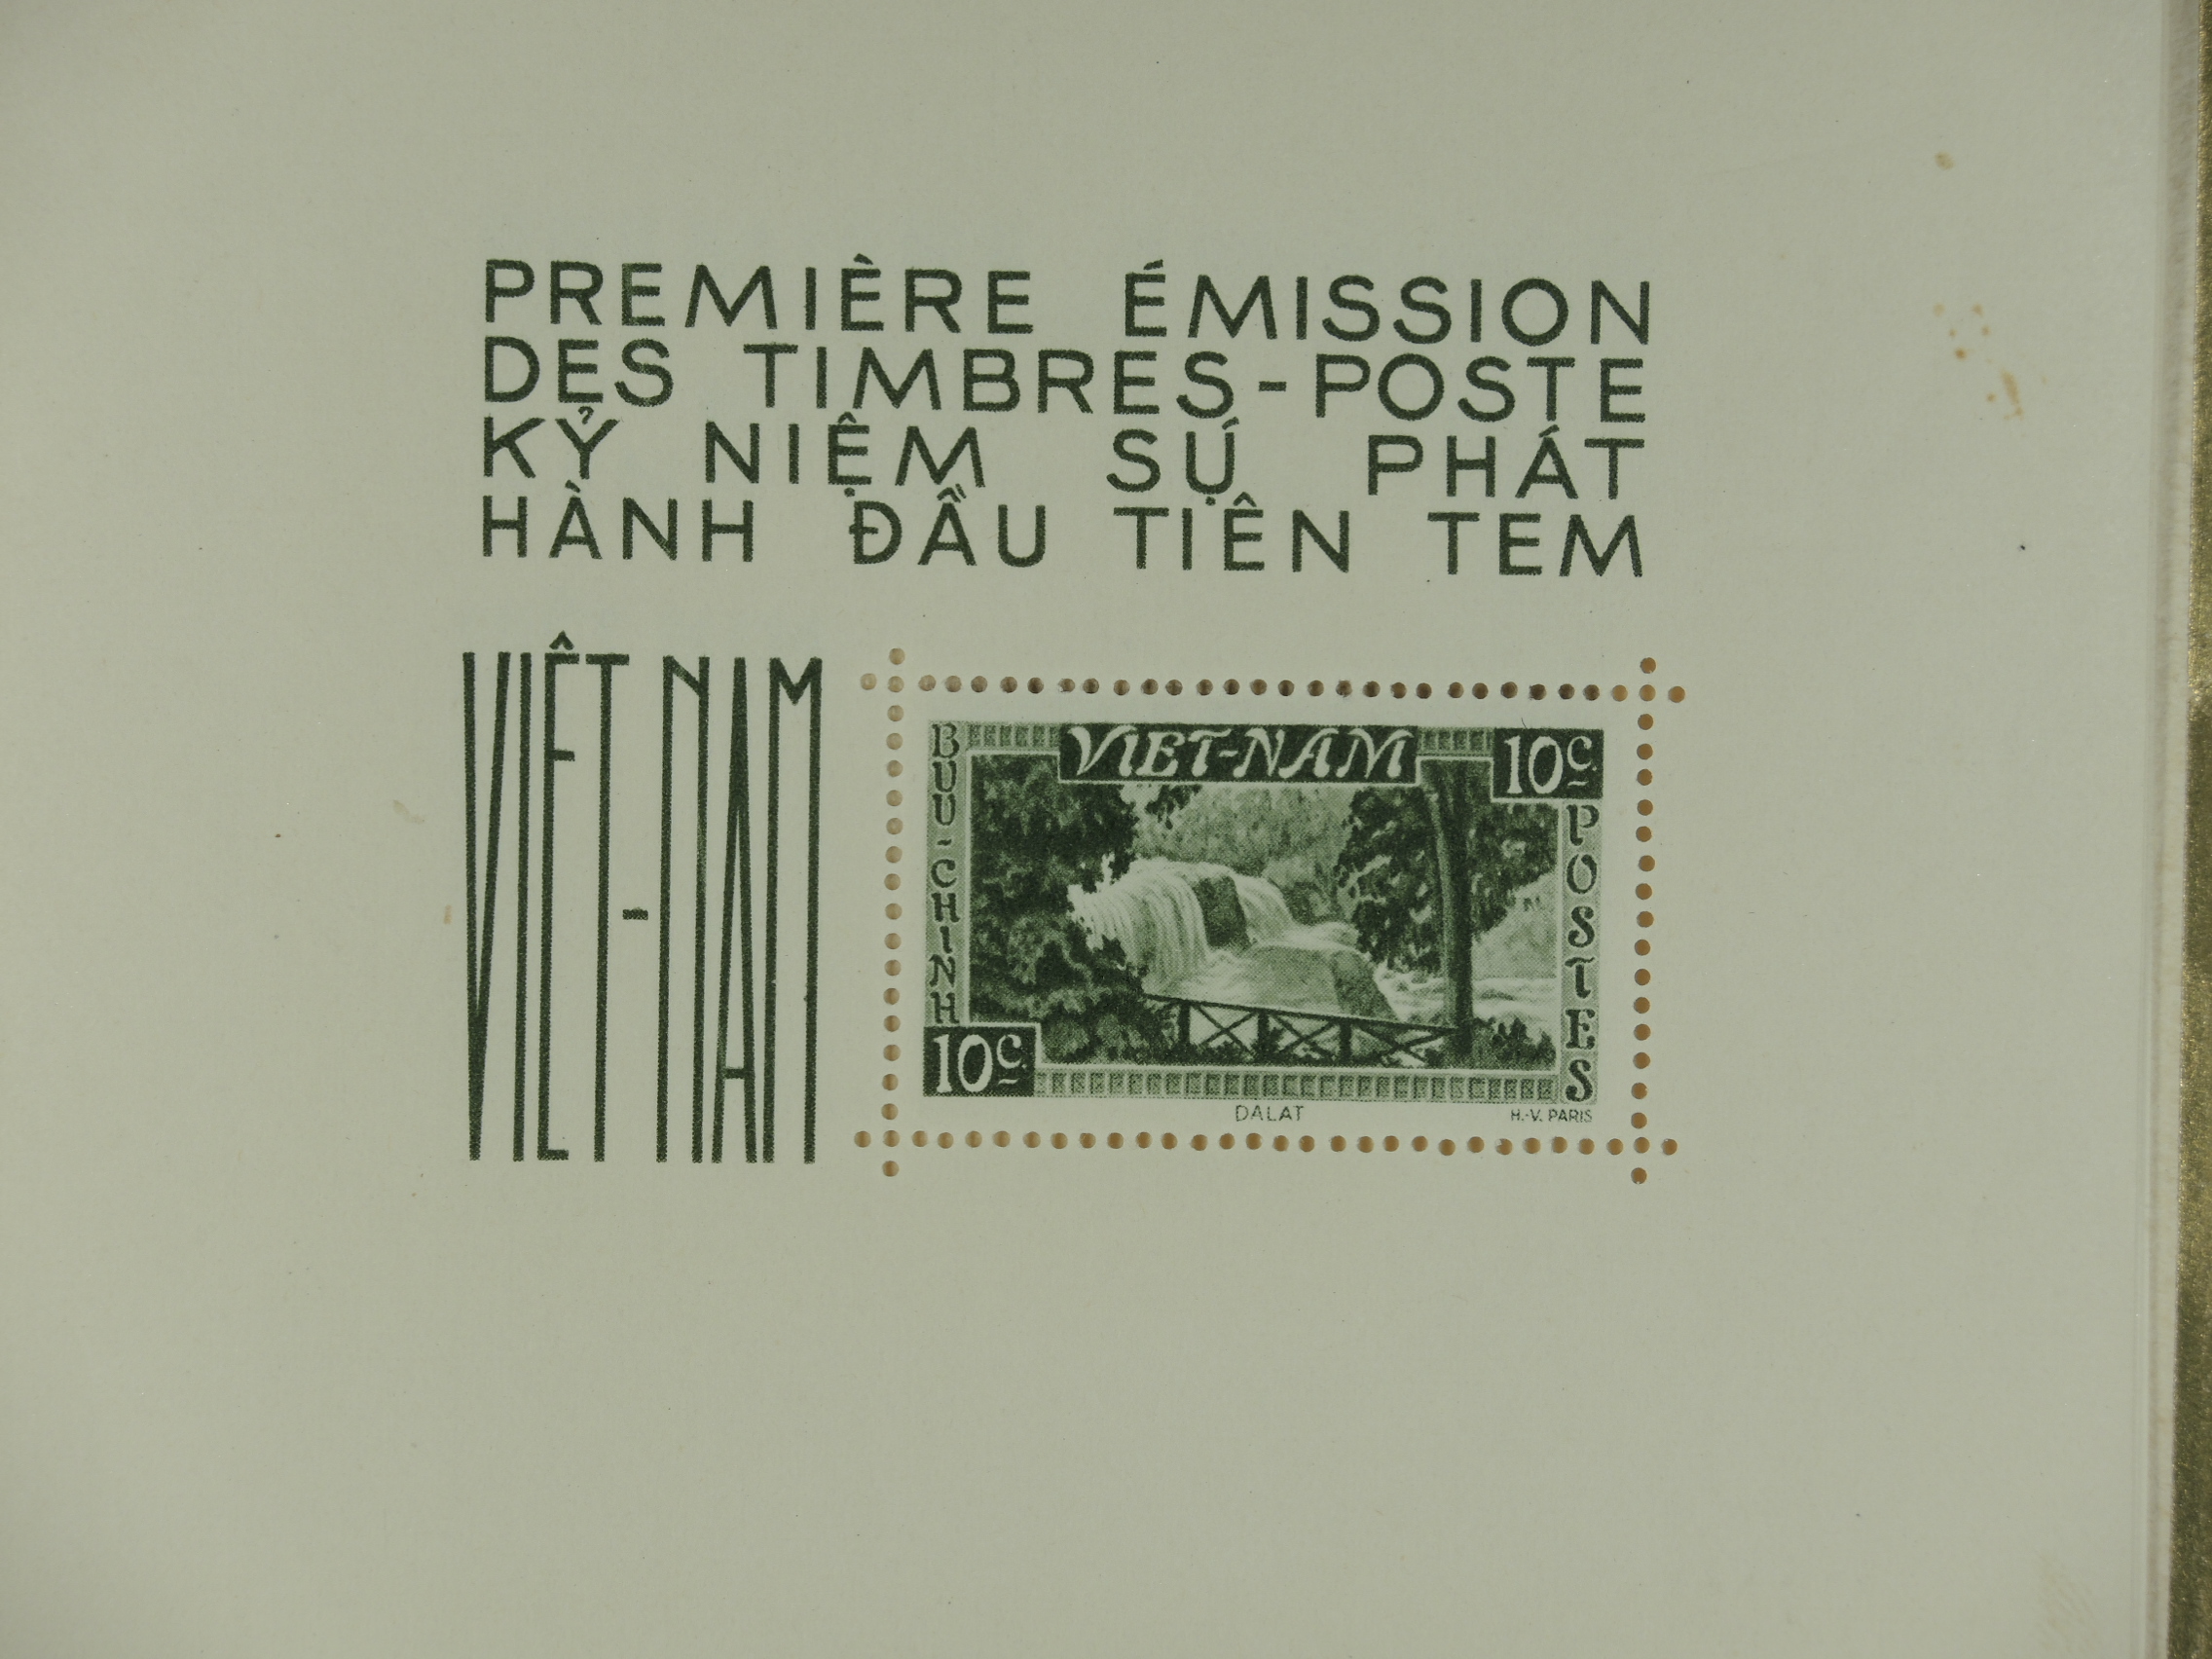 PREMIÈRE ÉMISSION
DES TIMBRES-POSTE
KỶ NIỆM SỰ PHÁT
HÀNH ĐẦU TIÊN TEM
VIÊT-NAM
VIET-NAM
10c.
BUU-CHINH
POSTES
10c.
DALAT
H.-V. PARIS